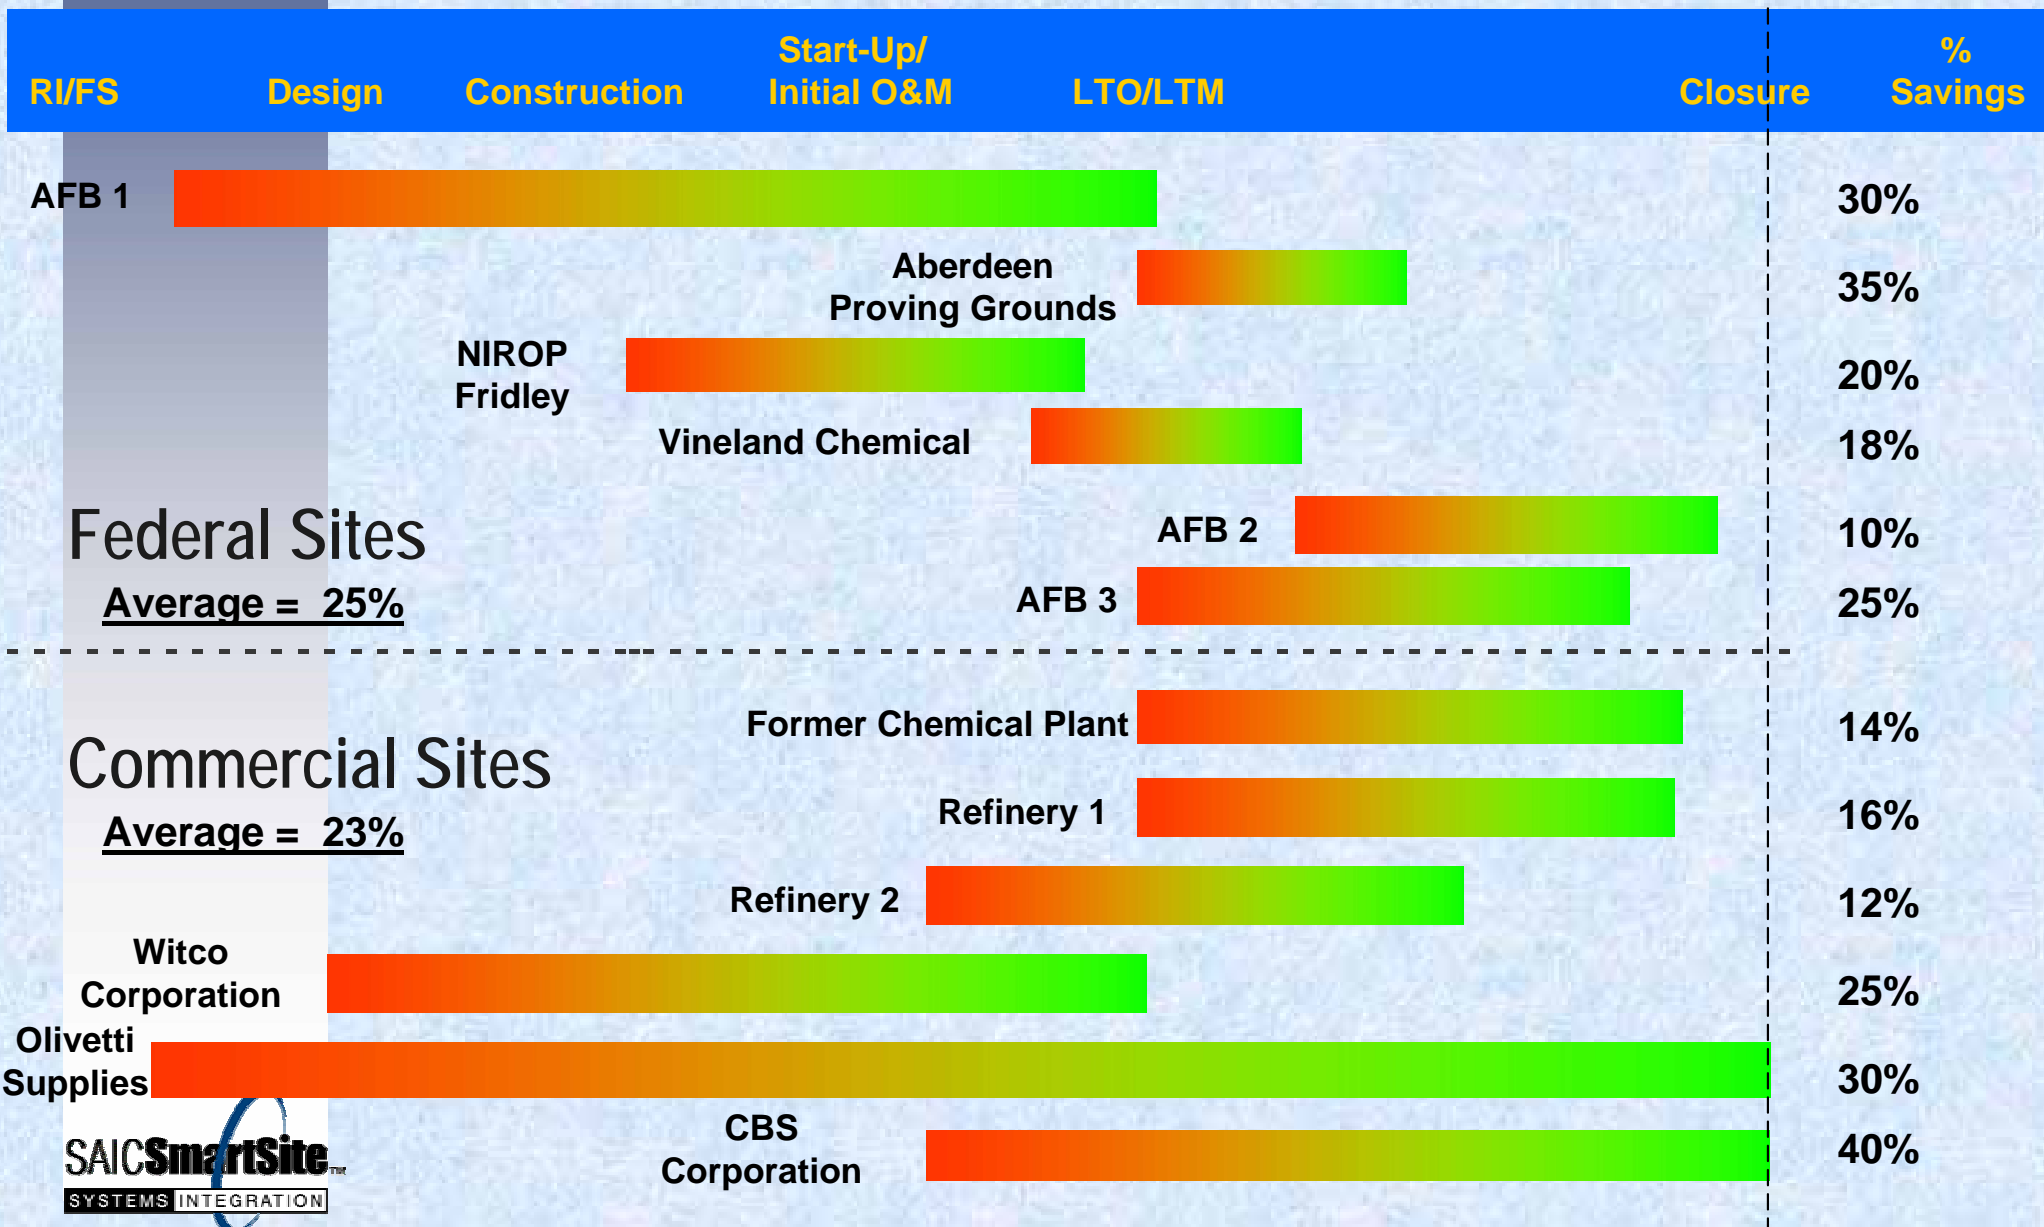 RI/FS Design Construction Start-Up/
Initial O&M LTO/LTM Closure %
Savings
AFB 1 30%
Aberdeen
Proving Grounds 35%
NIROP
Fridley 20%
Vineland Chemical 18%
AFB 2 10%
Federal Sites
Average = 25%
AFB 3 25%
Former Chemical Plant 14%
Commercial Sites
Average = 23%
Refinery 1 16%
Refinery 2 12%
Witco
Corporation 25%
Olivetti
Supplies 30%
CBS
Corporation 40%
SAICSmartSite™
SYSTEMS INTEGRATION